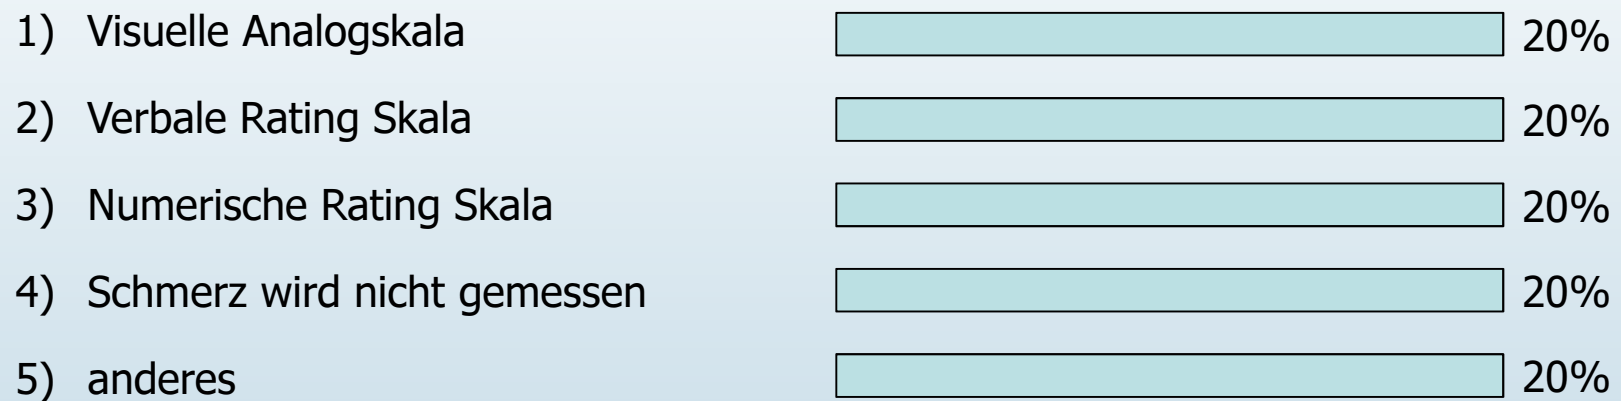 1) Visuelle Analogskala 20%
2) Verbale Rating Skala 20%
3) Numerische Rating Skala 20%
4) Schmerz wird nicht gemessen 20%
5) anderes 20%